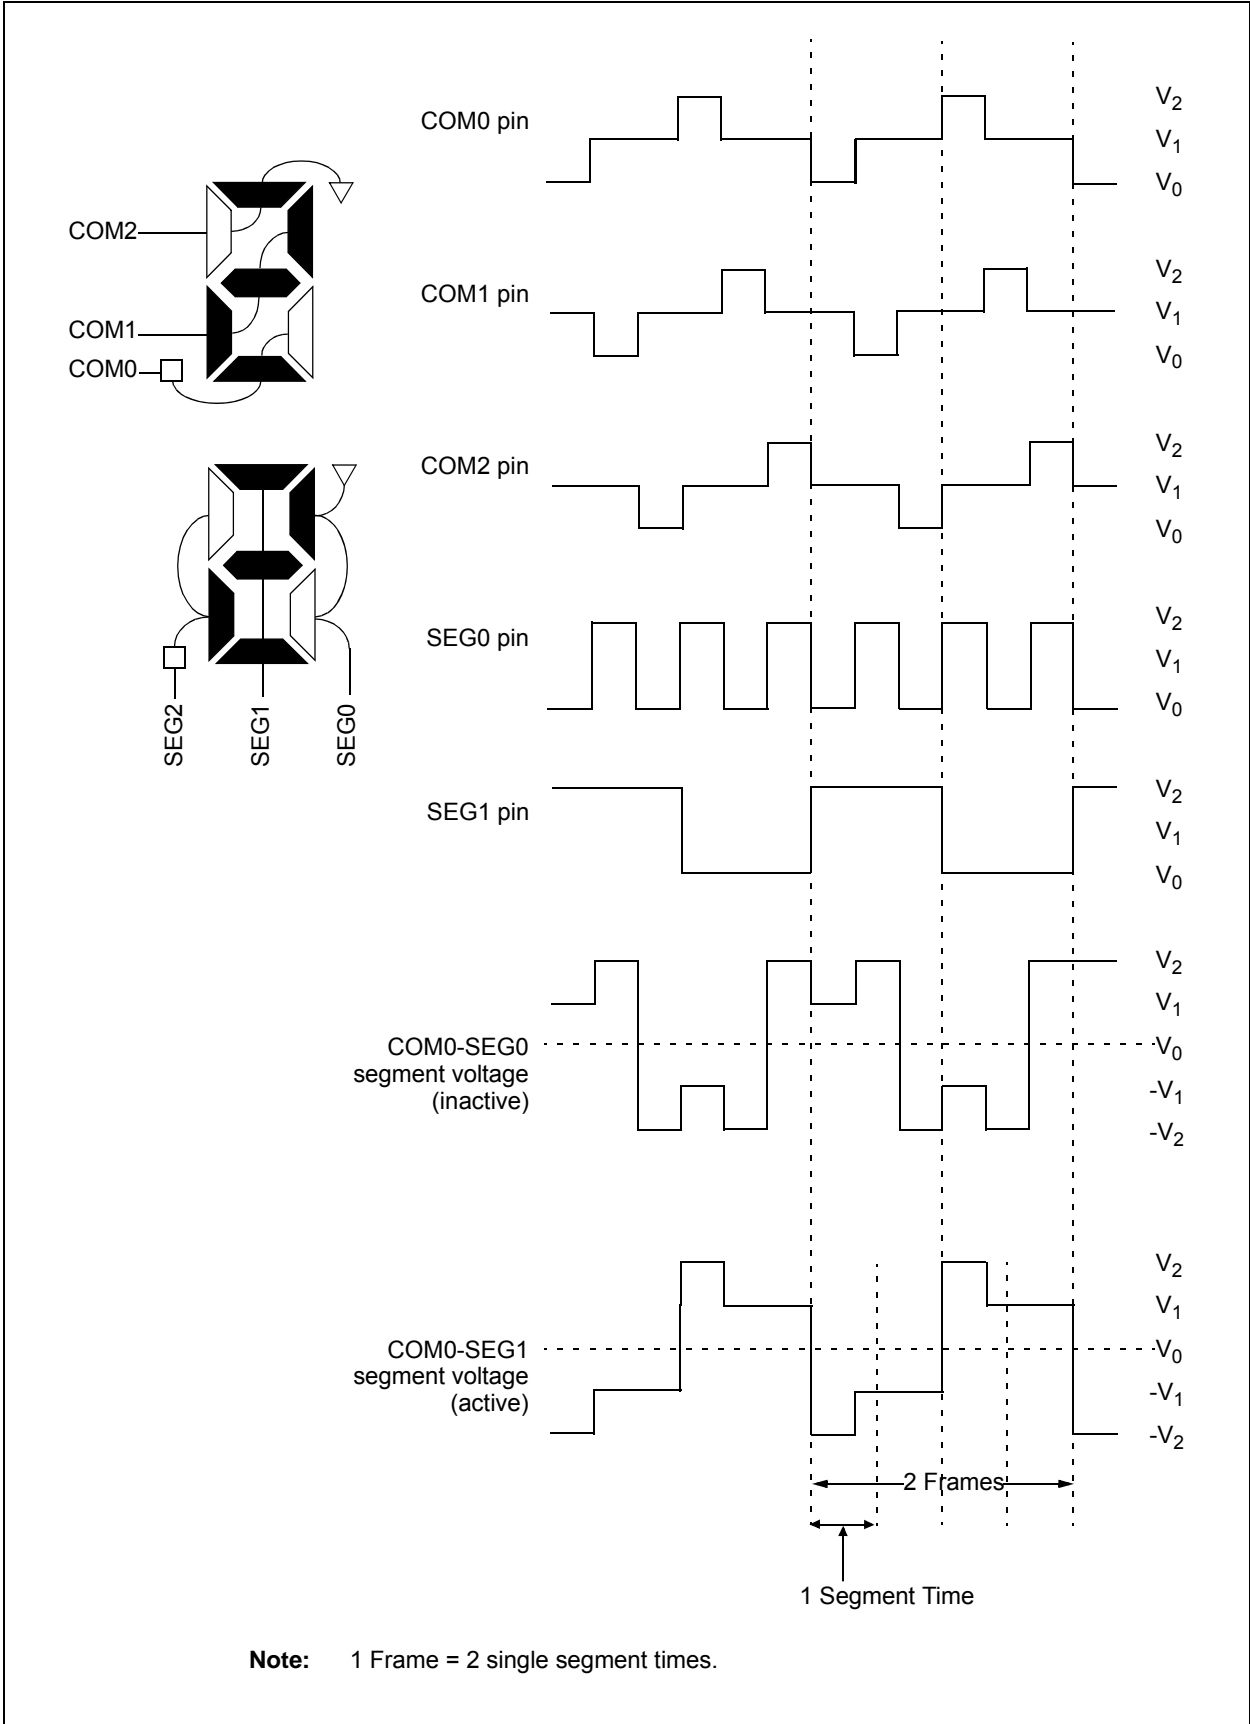 COM0 pin
V2
V1
V0
COM2
COM1
COM0
COM1 pin
V2
V1
V0
COM2 pin
V2
V1
V0
SEG0 pin
V2
V1
V0
SEG2
SEG1
SEG0
SEG1 pin
V2
V1
V0
COM0-SEG0
segment voltage
(inactive)
V2
V1
V0
-V1
-V2
COM0-SEG1
segment voltage
(active)
V2
V1
V0
-V1
-V2
2 Frames
1 Segment Time
Note: 1 Frame = 2 single segment times.